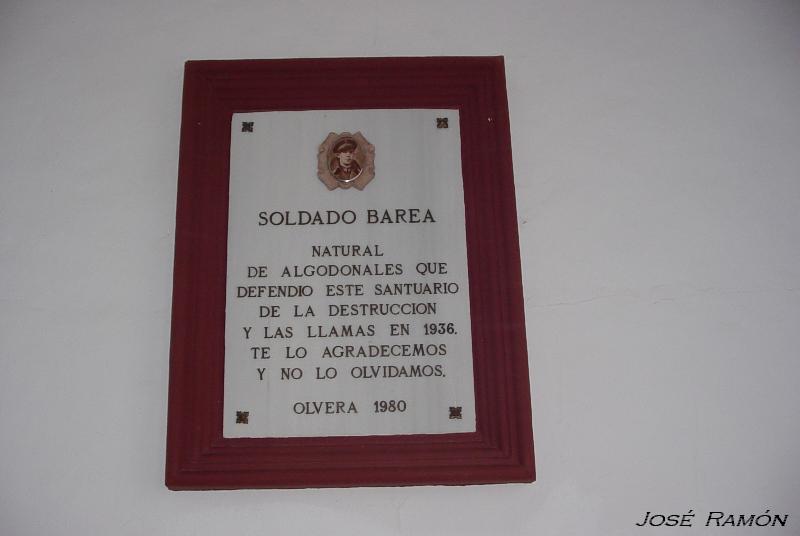 SOLDADO BAREA
NATURAL
DE ALGODONALES QUE
DEFENDIO ESTE SANTUARIO
DE LA DESTRUCCION
Y LAS LLAMAS EN 1936.
TE LO AGRADECEMOS
Y NO LO OLVIDAMOS.
OLVERA 1980
JOSÉ RAMÓN